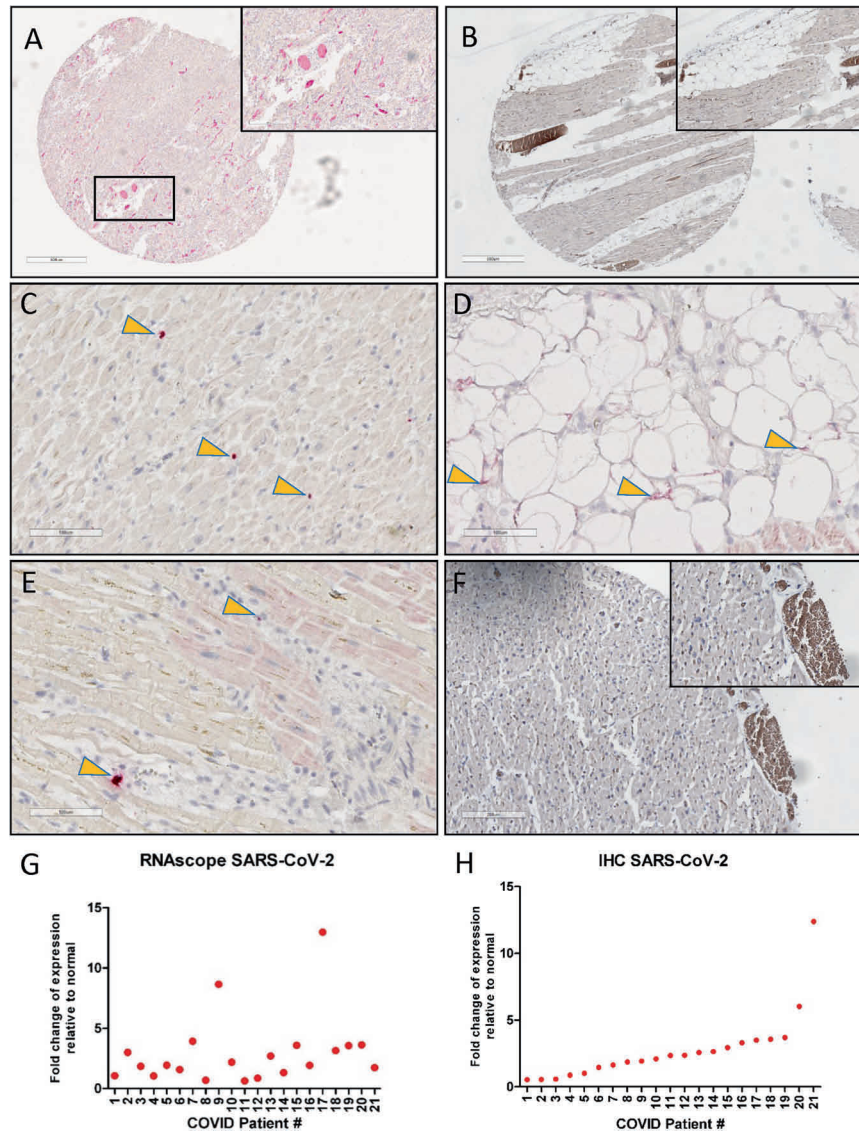 A
B
C
D
E
F
G
RNAscope SARS-CoV-2
Fold change of expression
relative to normal
15
10
5
0
1 2 3 4 5 6 7 8 9 10 11 12 13 14 15 16 17 18 19 20 21
COVID Patient #
H
IHC SARS-CoV-2
Fold change of expression
relative to normal
15
10
5
0
1 2 3 4 5 6 7 8 9 10 11 12 13 14 15 16 17 18 19 20 21
COVID Patient #